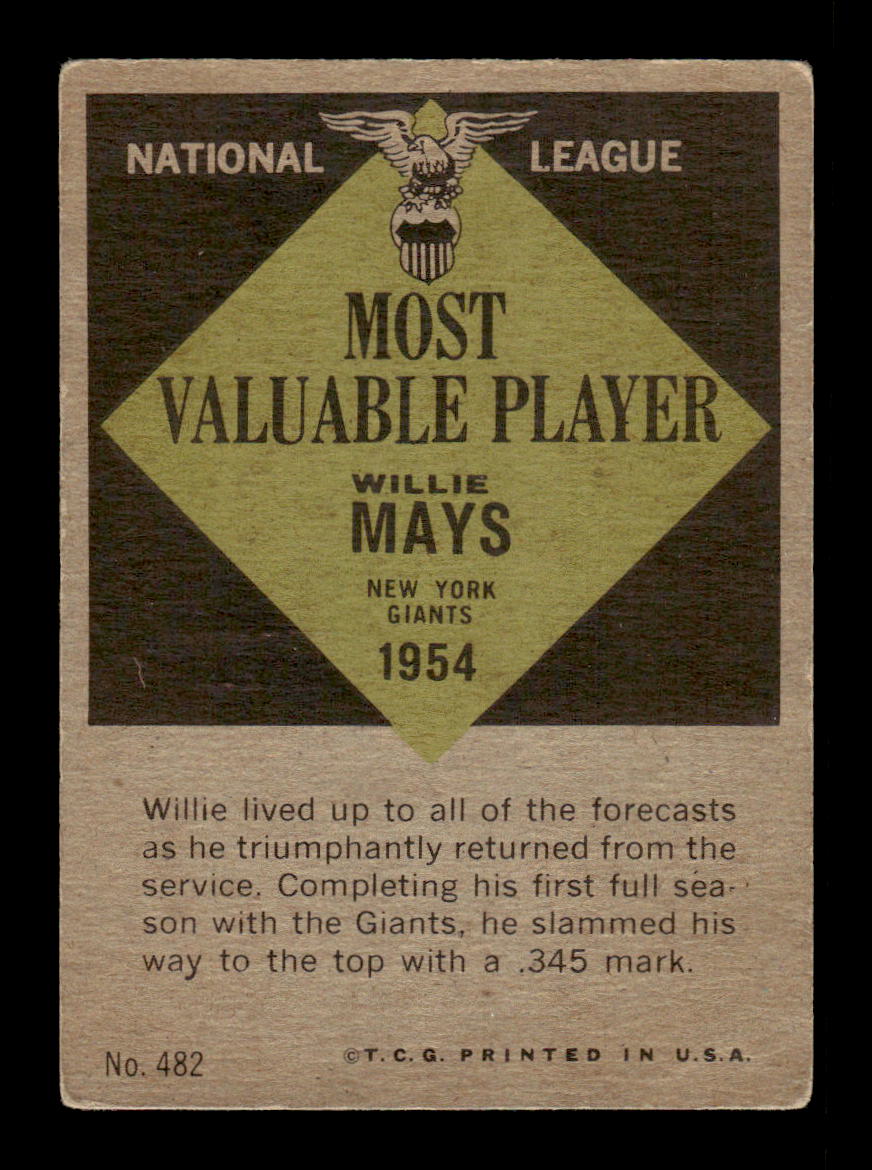 NATIONAL LEAGUE
MOST
VALUABLE PLAYER
WILLIE
MAYS
NEW YORK
GIANTS
1954
Willie lived up to all of the forecasts
as he triumphantly returned from the
service. Completing his first full sea-
son with the Giants, he slammed his
way to the top with a .345 mark.
No. 482 ©T.C.G. PRINTED IN U.S.A.